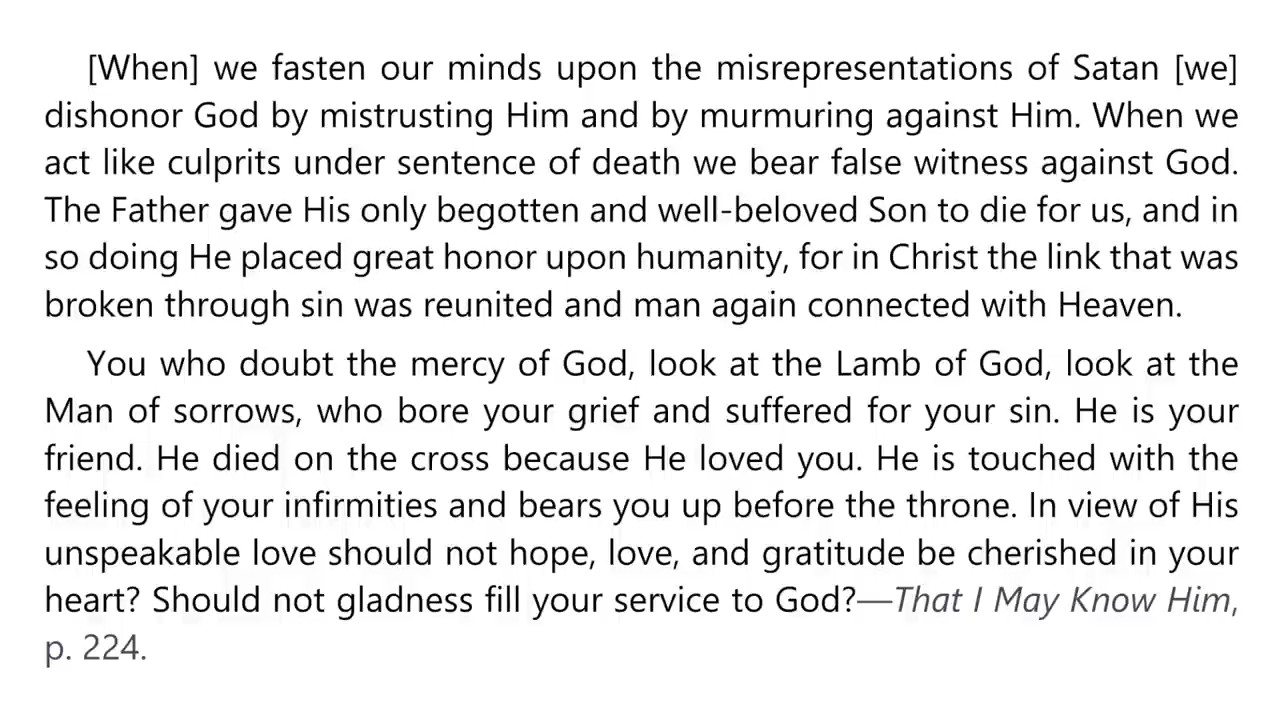 [When] we fasten our minds upon the misrepresentations of Satan [we]
dishonor God by mistrusting Him and by murmuring against Him. When we
act like culprits under sentence of death we bear false witness against God.
The Father gave His only begotten and well-beloved Son to die for us, and in
so doing He placed great honor upon humanity, for in Christ the link that was
broken through sin was reunited and man again connected with Heaven.
You who doubt the mercy of God, look at the Lamb of God, look at the
Man of sorrows, who bore your grief and suffered for your sin. He is your
friend. He died on the cross because He loved you. He is touched with the
feeling of your infirmities and bears you up before the throne. In view of His
unspeakable love should not hope, love, and gratitude be cherished in your
heart? Should not gladness fill your service to God?—That I May Know Him,
p. 224.